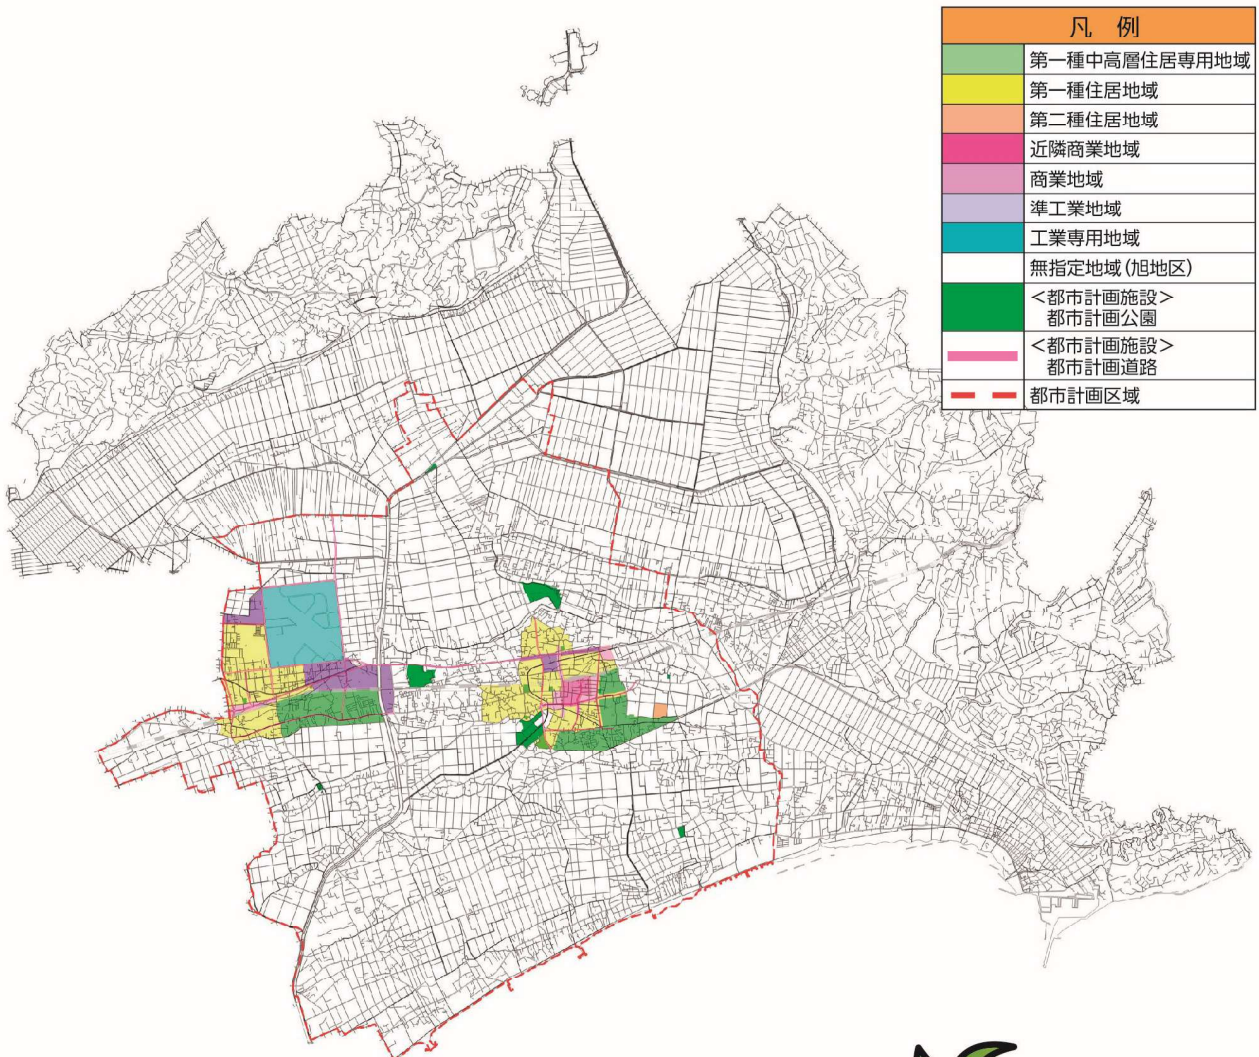 凡 例
第一種中高層住居専用地域
第一種住居地域
第二種住居地域
近隣商業地域
商業地域
準工業地域
工業専用地域
無指定地域(旭地区)
<都市計画施設>
都市計画公園
<都市計画施設>
都市計画道路
都市計画区域